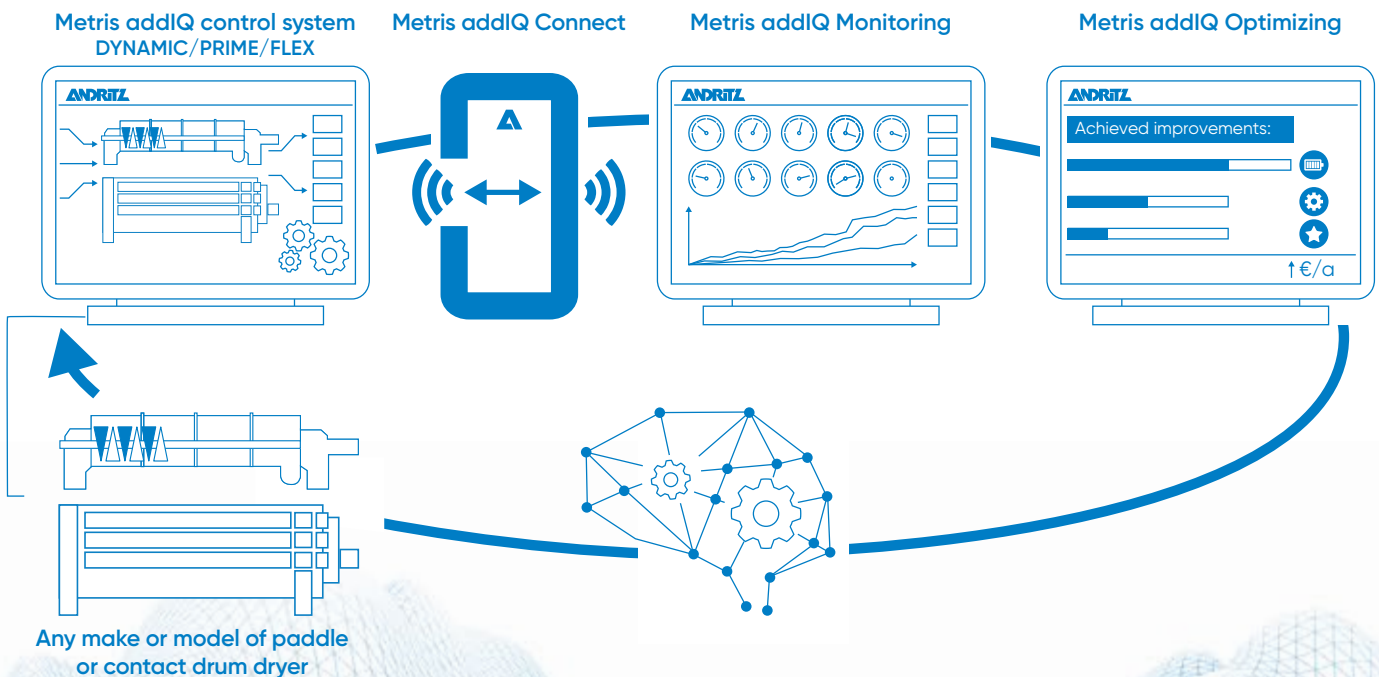 Metris addIQ control system
DYNAMIC/PRIME/FLEX
Metris addIQ Connect
Metris addIQ Monitoring
Metris addIQ Optimizing
ANDRITZ
ANDRITZ
ANDRITZ
Achieved improvements:
€/a
Any make or model of paddle
or contact drum dryer